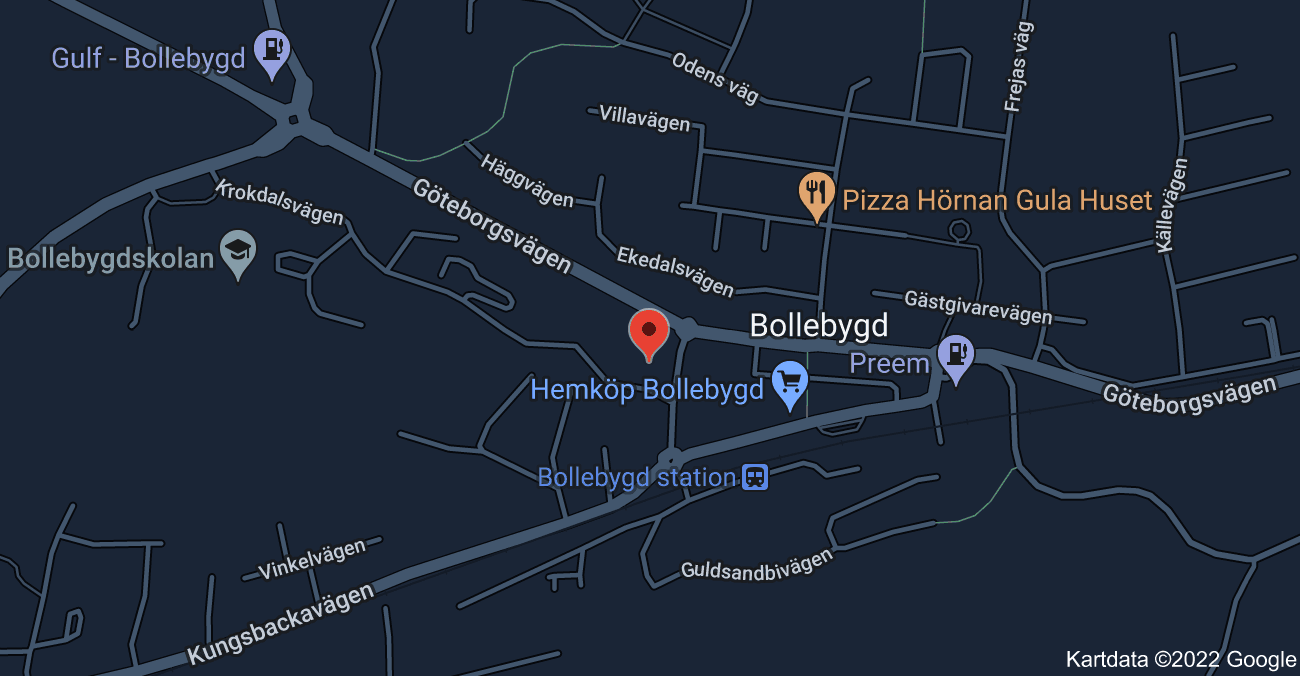 Gulf - Bollebygd
Odens väg
Frejas väg
Villavägen
Häggvägen
Krokdalsvägen
Göteborgsvägen
Pizza Hörnan Gula Huset
Källevägen
Bollebygdskolan
Ekedalsvägen
Gästgivarevägen
Bollebygd
Preem
Hemköp Bollebygd
Göteborgsvägen
Bollebygd station
Vinkelvägen
Guldsandbivägen
Kungsbackavägen
Kartdata ©2022 Google